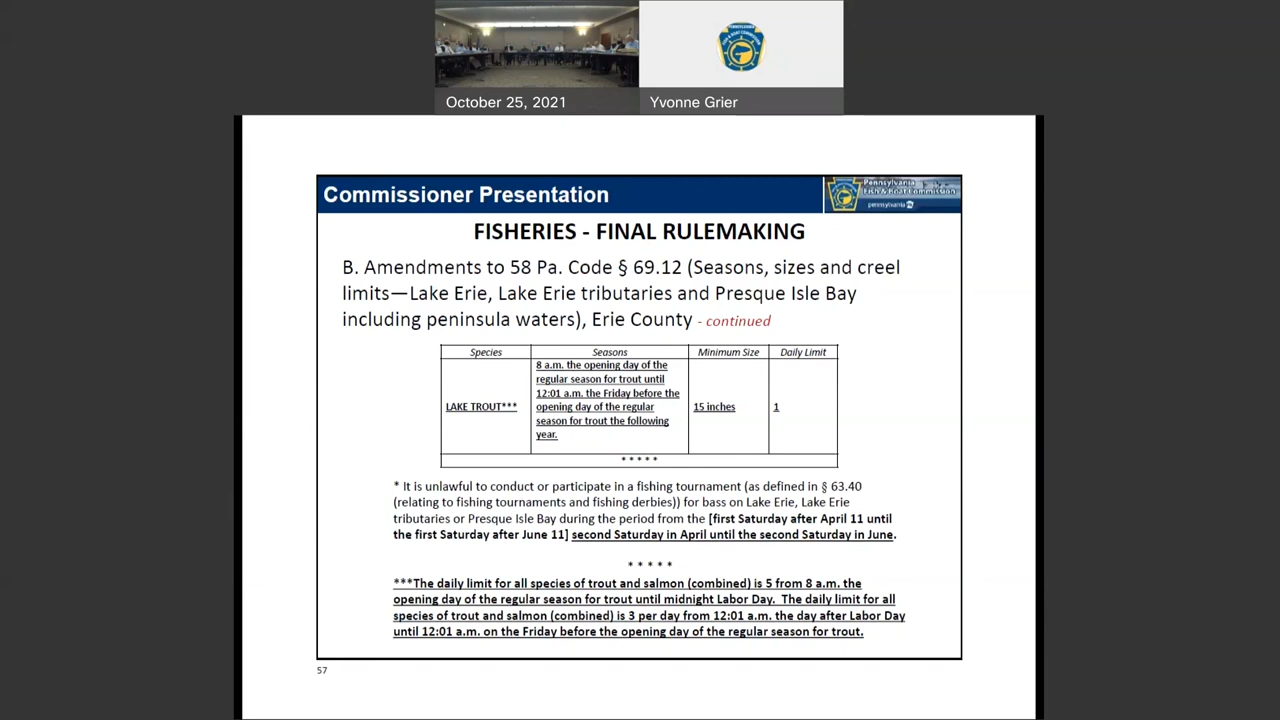 October 25, 2021
Yvonne Grier
Commissioner Presentation
Pennsylvania
Fish & Boat Commission
pennsylvania
FISHERIES - FINAL RULEMAKING
B. Amendments to 58 Pa. Code § 69.12 (Seasons, sizes and creel
limits—Lake Erie, Lake Erie tributaries and Presque Isle Bay
including peninsula waters), Erie County - continued
Species Seasons Minimum Size Daily Limit
8 a.m. the opening day of the
regular season for trout until
12:01 a.m. the Friday before the
LAKE TROUT*** opening day of the regular 15 inches 1
season for trout the following
year.
* * * * *
* It is unlawful to conduct or participate in a fishing tournament (as defined in § 63.40
(relating to fishing tournaments and fishing derbies)) for bass on Lake Erie, Lake Erie
tributaries or Presque Isle Bay during the period from the [first Saturday after April 11 until
the first Saturday after June 11] second Saturday in April until the second Saturday in June.
* * * * *
***The daily limit for all species of trout and salmon (combined) is 5 from 8 a.m. the
opening day of the regular season for trout until midnight Labor Day. The daily limit for all
species of trout and salmon (combined) is 3 per day from 12:01 a.m. the day after Labor Day
until 12:01 a.m. on the Friday before the opening day of the regular season for trout.
57